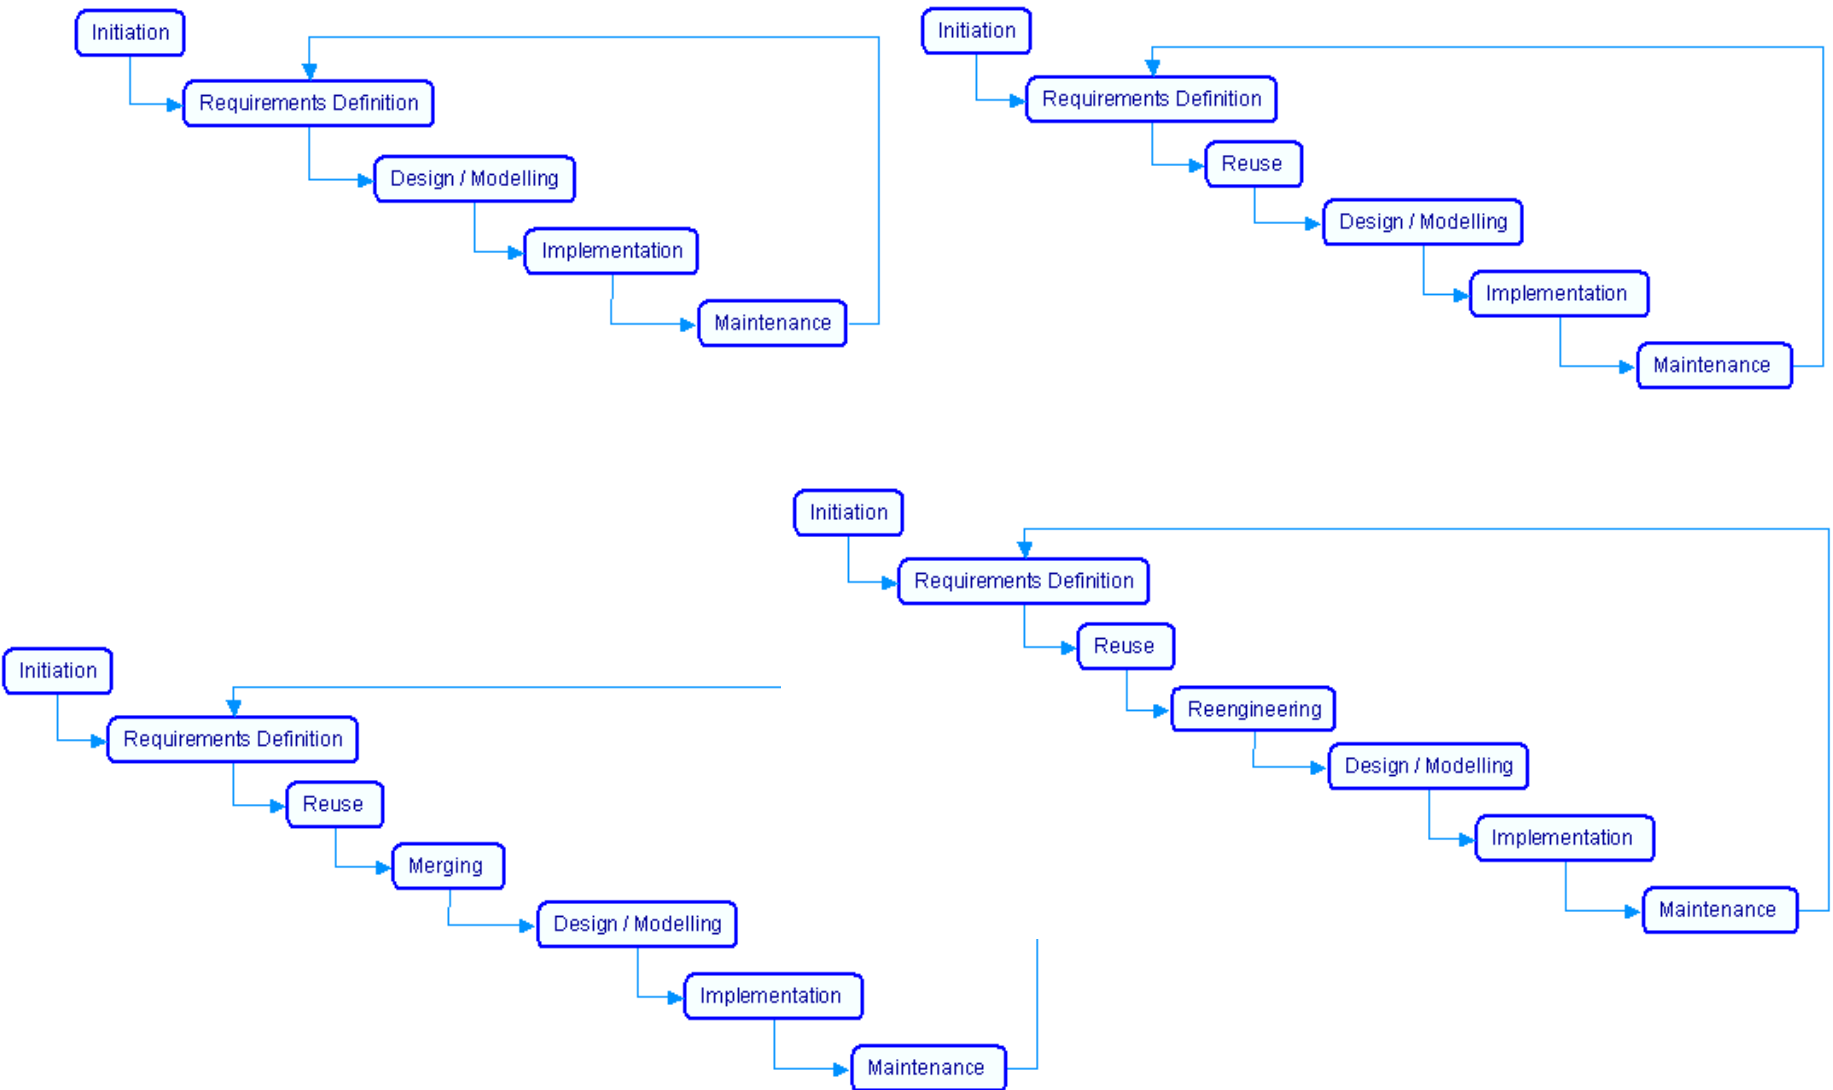 Initiation
Requirements Definition
Design / Modelling
Implementation
Maintenance
Initiation
Requirements Definition
Reuse
Design / Modelling
Implementation
Maintenance
Initiation
Requirements Definition
Reuse
Merging
Design / Modelling
Implementation
Maintenance
Initiation
Requirements Definition
Reuse
Reengineering
Design / Modelling
Implementation
Maintenance